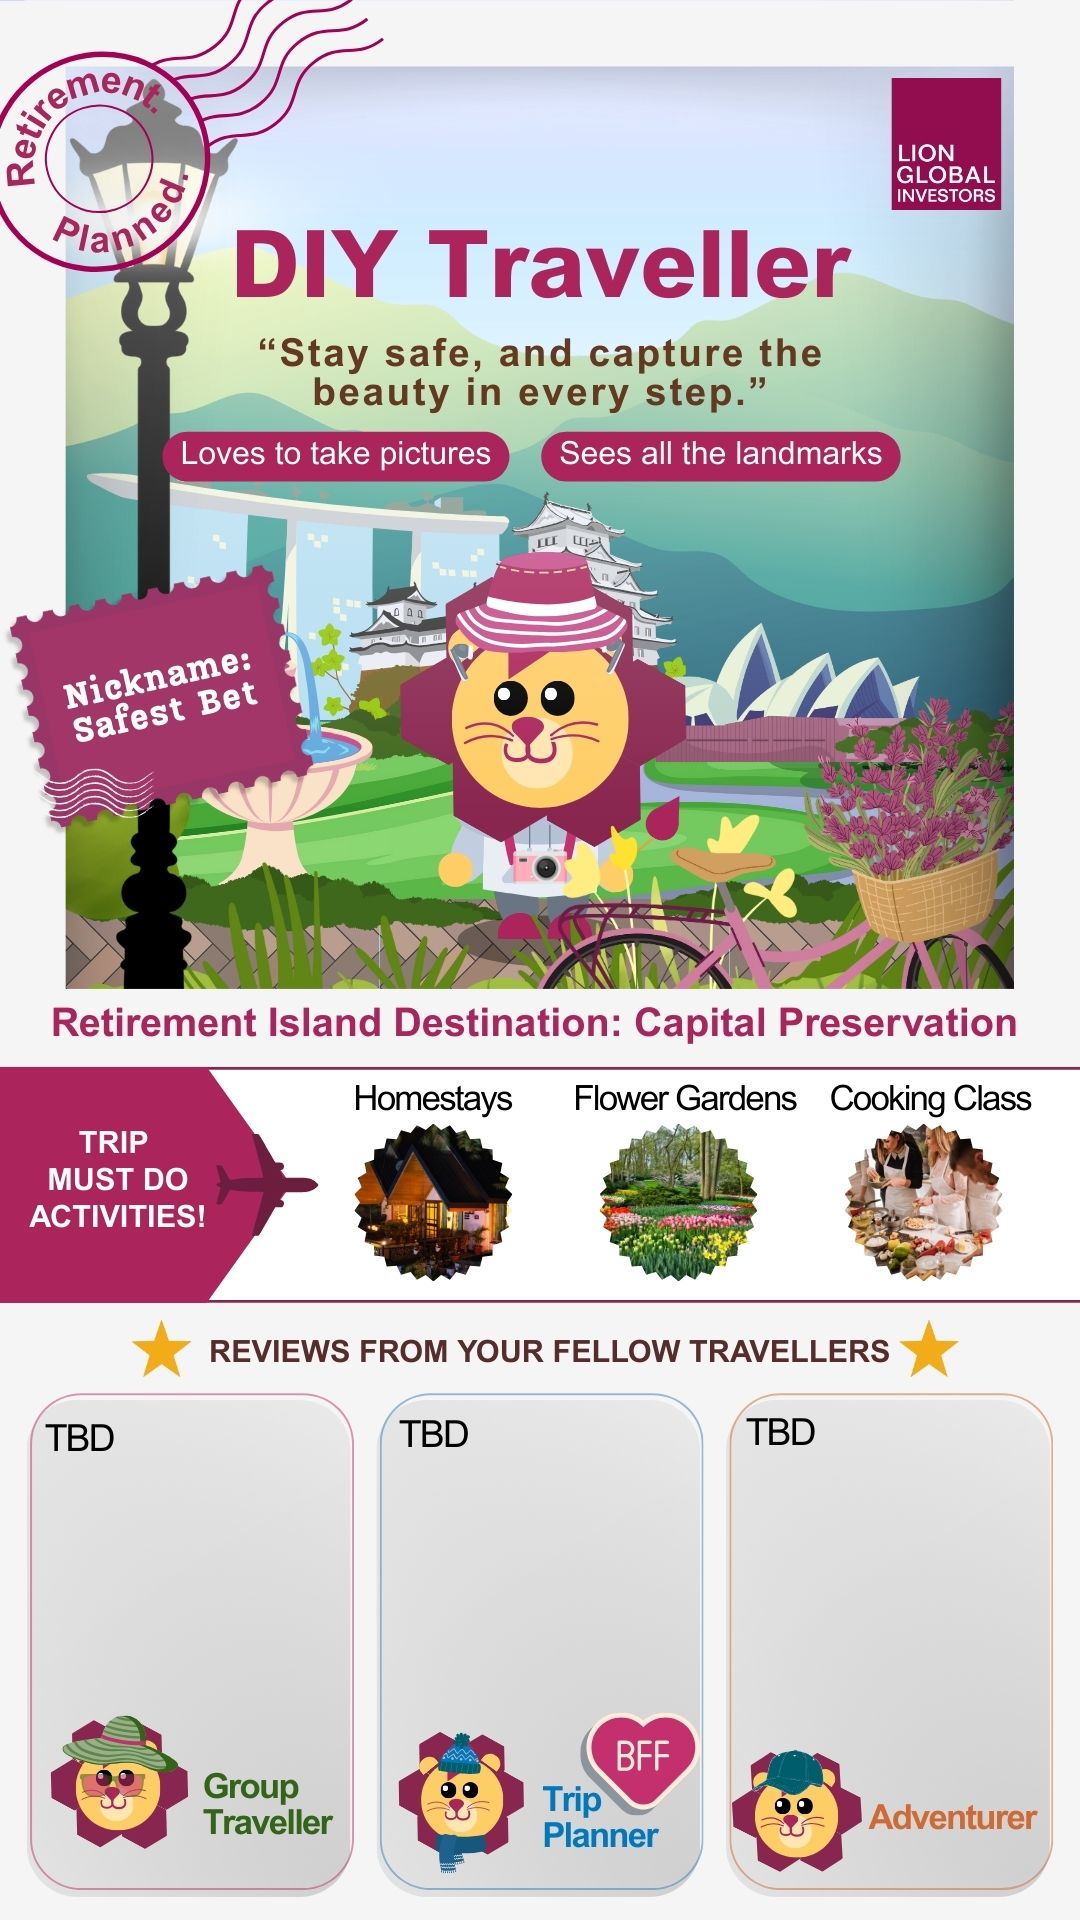 Retirement.
Planned.
LION
GLOBAL
INVESTORS
DIY Traveller
“Stay safe, and capture the
beauty in every step.”
Loves to take pictures
Sees all the landmarks
Nickname:
Safest Bet
Retirement Island Destination: Capital Preservation
TRIP
MUST DO
ACTIVITIES!
Homestays
Flower Gardens
Cooking Class
REVIEWS FROM YOUR FELLOW TRAVELLERS
TBD
Group
Traveller
TBD
BFF
Trip
Planner
TBD
Adventurer